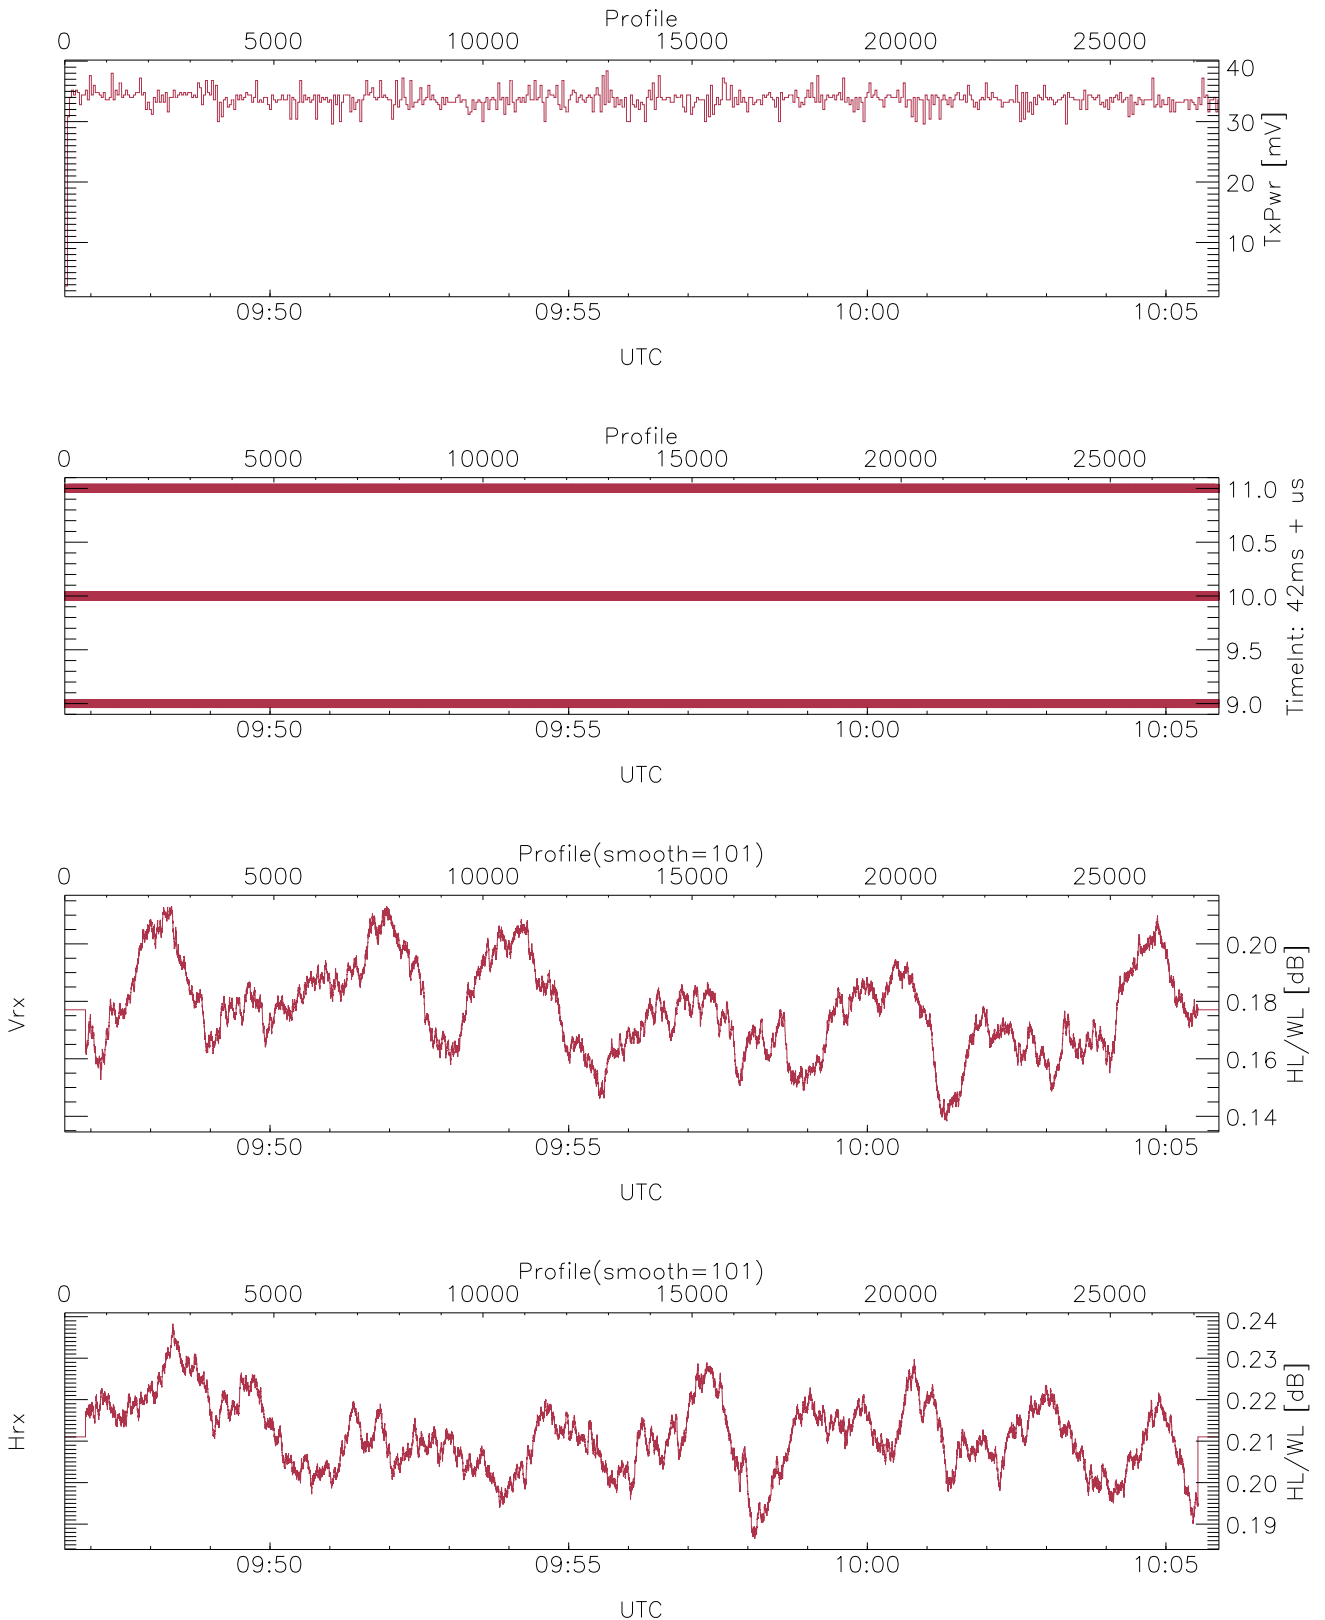 Profile
0 5000 10000 15000 20000 25000
40
30
20
10
TxPwr [mV]
09:50 09:55 10:00 10:05
UTC
Profile
0 5000 10000 15000 20000 25000
11.0
10.5
10.0
9.5
9.0
TimeInt: 42ms + us
09:50 09:55 10:00 10:05
UTC
Profile(smooth=101)
0 5000 10000 15000 20000 25000
Vrx
0.20
0.18
0.16
0.14
HL/WL [dB]
09:50 09:55 10:00 10:05
UTC
Profile(smooth=101)
0 5000 10000 15000 20000 25000
Hrx
0.24
0.23
0.22
0.21
0.20
0.19
HL/WL [dB]
09:50 09:55 10:00 10:05
UTC